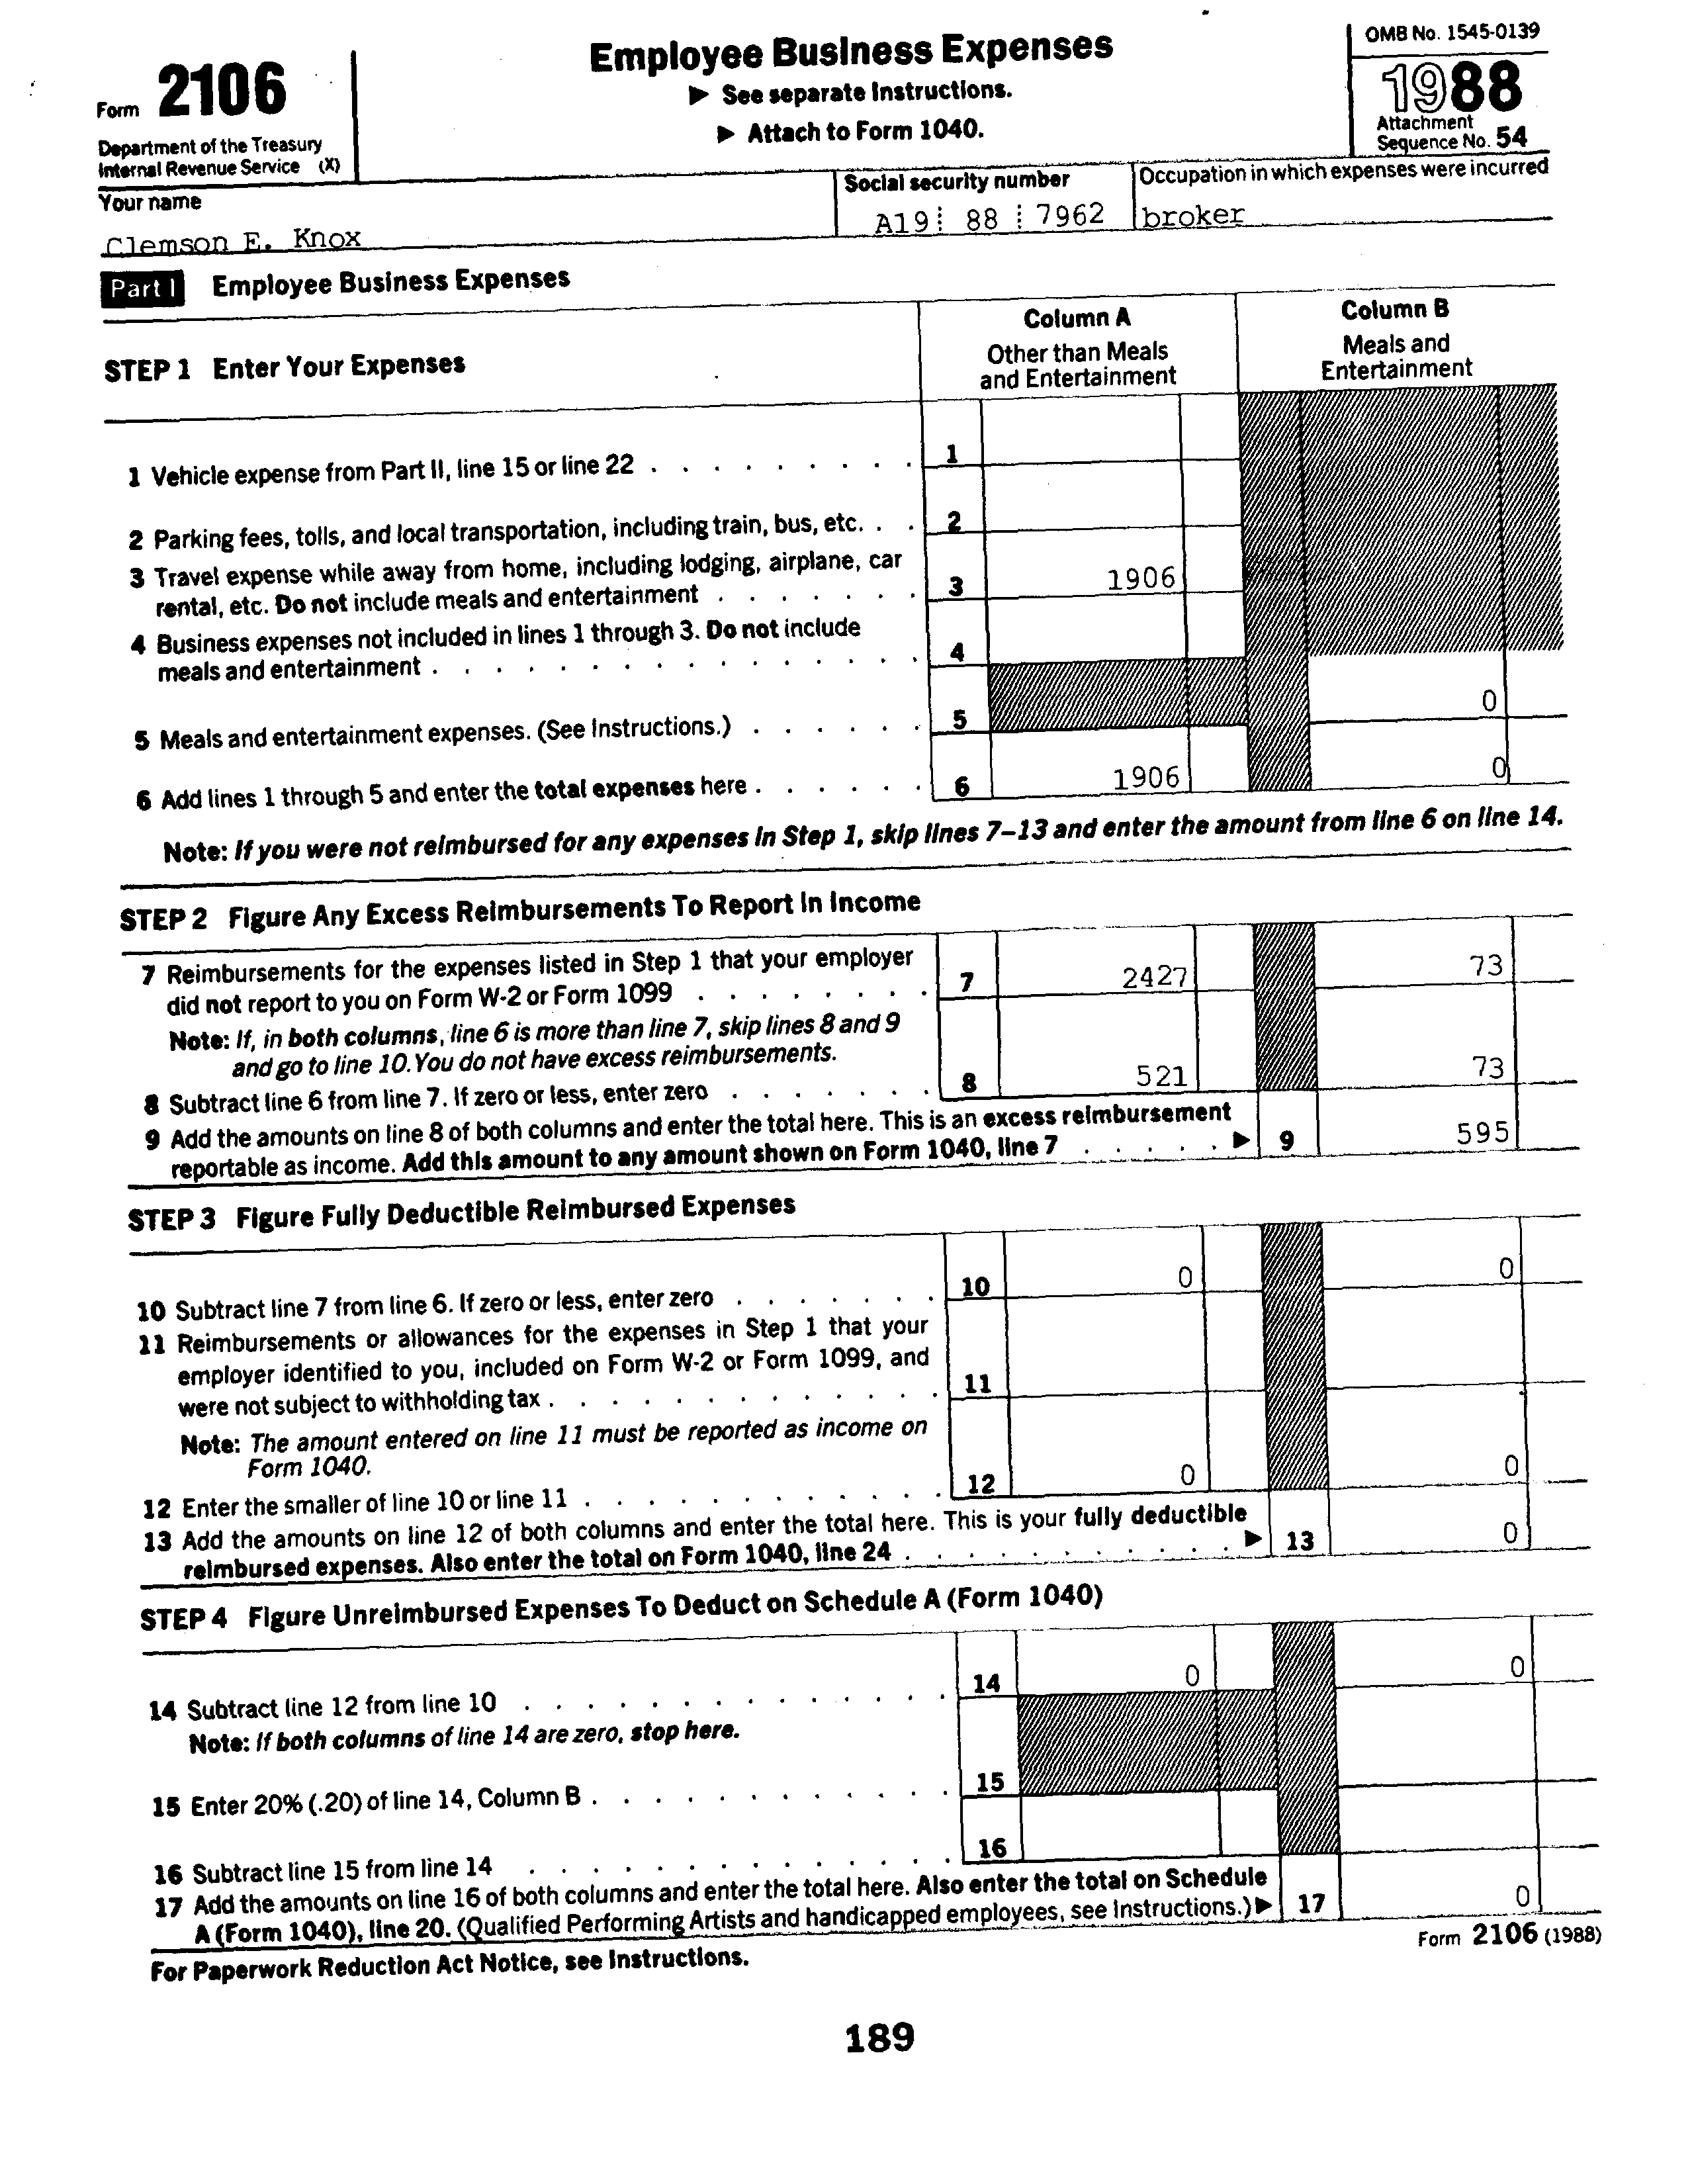 Form 2106
Department of the Treasury
Internal Revenue Service (X)
Employee Business Expenses
▶ See separate Instructions.
▶ Attach to Form 1040.
OMB No. 1545-0139
1988
Attachment
Sequence No. 54
Your name
Clemson E. Knox
Social security number
A19 88 7962
Occupation in which expenses were incurred
broker
Part I Employee Business Expenses
STEP 1 Enter Your Expenses
Column A
Other than Meals
and Entertainment
Column B
Meals and
Entertainment
1 Vehicle expense from Part II, line 15 or line 22 . . . . . . . . . 1
2 Parking fees, tolls, and local transportation, including train, bus, etc. . . 2
3 Travel expense while away from home, including lodging, airplane, car
rental, etc. Do not include meals and entertainment . . . . . . . 3 1906
4 Business expenses not included in lines 1 through 3. Do not include
meals and entertainment . . . . . . . . . . . . . . . 4
5 Meals and entertainment expenses. (See Instructions.) . . . . . . 5 0
6 Add lines 1 through 5 and enter the total expenses here . . . . . . 6 1906 0
Note: If you were not reimbursed for any expenses in Step 1, skip lines 7–13 and enter the amount from line 6 on line 14.
STEP 2 Figure Any Excess Reimbursements To Report In Income
7 Reimbursements for the expenses listed in Step 1 that your employer
did not report to you on Form W-2 or Form 1099 . . . . . . . . 7 2427 73
Note: If, in both columns, line 6 is more than line 7, skip lines 8 and 9
and go to line 10. You do not have excess reimbursements.
8 Subtract line 6 from line 7. If zero or less, enter zero . . . . . . . 8 521 73
9 Add the amounts on line 8 of both columns and enter the total here. This is an excess reimbursement
reportable as income. Add this amount to any amount shown on Form 1040, line 7 . . . . . ▶ 9 595
STEP 3 Figure Fully Deductible Reimbursed Expenses
10 Subtract line 7 from line 6. If zero or less, enter zero . . . . . . . 10 0 0
11 Reimbursements or allowances for the expenses in Step 1 that your
employer identified to you, included on Form W-2 or Form 1099, and
were not subject to withholding tax . . . . . . . . . . . . 11
Note: The amount entered on line 11 must be reported as income on
Form 1040.
12 Enter the smaller of line 10 or line 11 . . . . . . . . . . . . 12 0 0
13 Add the amounts on line 12 of both columns and enter the total here. This is your fully deductible
reimbursed expenses. Also enter the total on Form 1040, line 24 . . . . . . . . . . . . ▶ 13 0
STEP 4 Figure Unreimbursed Expenses To Deduct on Schedule A (Form 1040)
14 Subtract line 12 from line 10 . . . . . . . . . . . . . . 14 0 0
Note: If both columns of line 14 are zero, stop here.
15 Enter 20% (.20) of line 14, Column B . . . . . . . . . . . . 15
16 Subtract line 15 from line 14 . . . . . . . . . . . . . . 16
17 Add the amounts on line 16 of both columns and enter the total here. Also enter the total on Schedule
A (Form 1040), line 20. (Qualified Performing Artists and handicapped employees, see Instructions.) ▶ 17 0
For Paperwork Reduction Act Notice, see Instructions.
Form 2106 (1988)
189